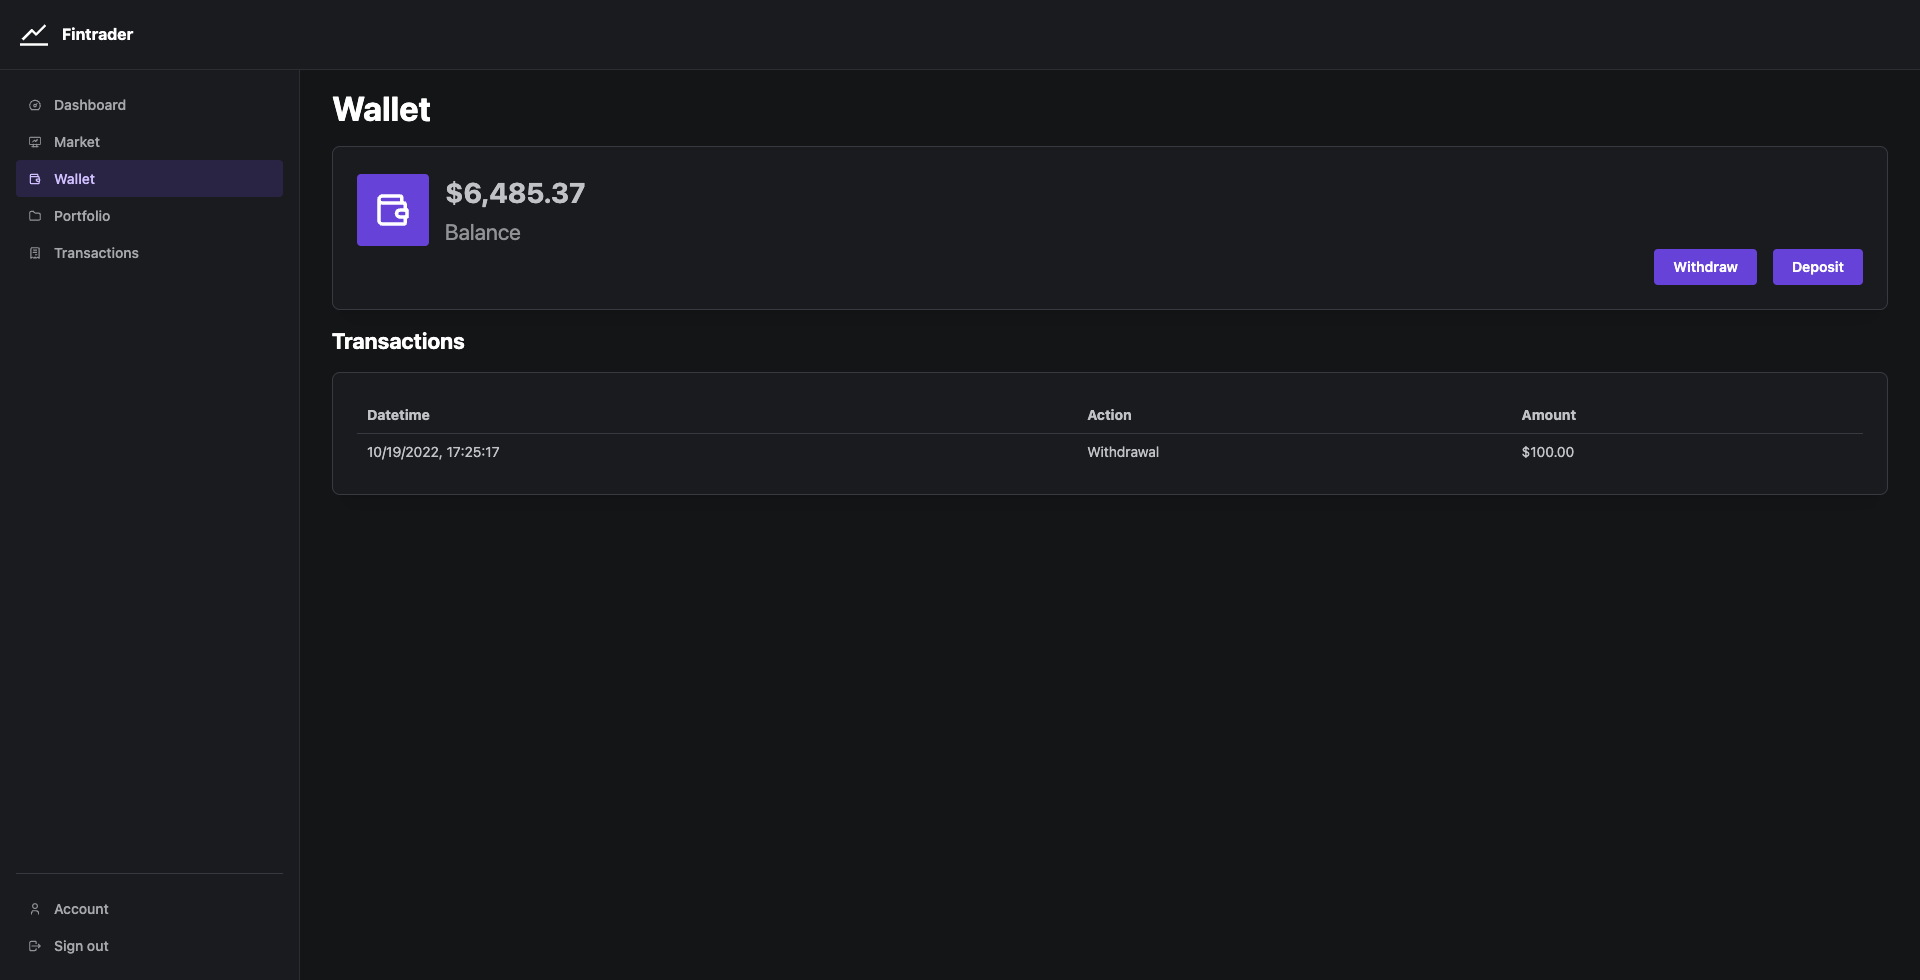 Fintrader
Dashboard
Market
Wallet
Portfolio
Transactions
Account
Sign out
Wallet
$6,485.37
Balance
Withdraw Deposit
Transactions
Datetime Action Amount
10/19/2022, 17:25:17 Withdrawal $100.00